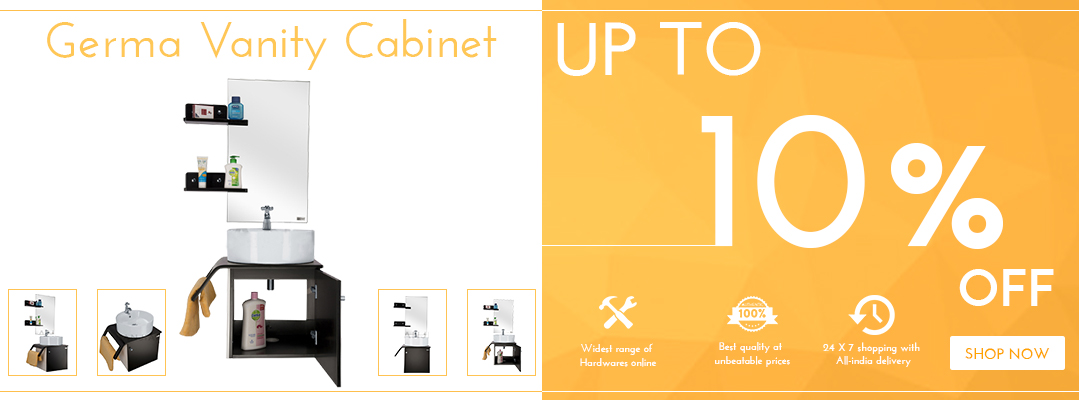 Germa Vanity Cabinet
UP TO
10%
OFF
Widest range of
Hardwares online
100%
Best quality at
unbeatable prices
24 X 7 shopping with
All-india delivery
SHOP NOW